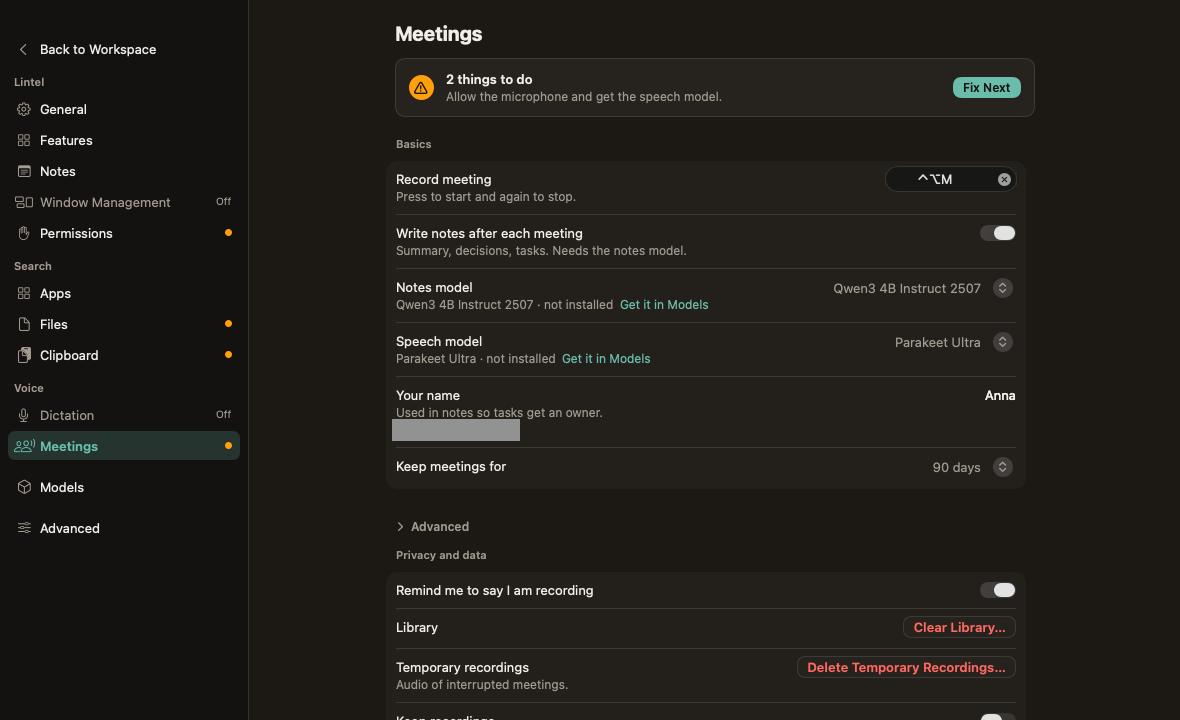 Back to Workspace
Lintel
General
Features
Notes
Window Management Off
Permissions
Search
Apps
Files
Clipboard
Voice
Dictation Off
Meetings
Models
Advanced
Meetings
2 things to do
Allow the microphone and get the speech model.
Fix Next
Basics
Record meeting
^⌥M
Press to start and again to stop.
Write notes after each meeting
Summary, decisions, tasks. Needs the notes model.
Notes model
Qwen3 4B Instruct 2507
Qwen3 4B Instruct 2507 · not installed Get it in Models
Speech model
Parakeet Ultra
Parakeet Ultra · not installed Get it in Models
Your name
Anna
Used in notes so tasks get an owner.
Keep meetings for
90 days
Advanced
Privacy and data
Remind me to say I am recording
Library
Clear Library...
Temporary recordings
Delete Temporary Recordings...
Audio of interrupted meetings.
Keep recordings